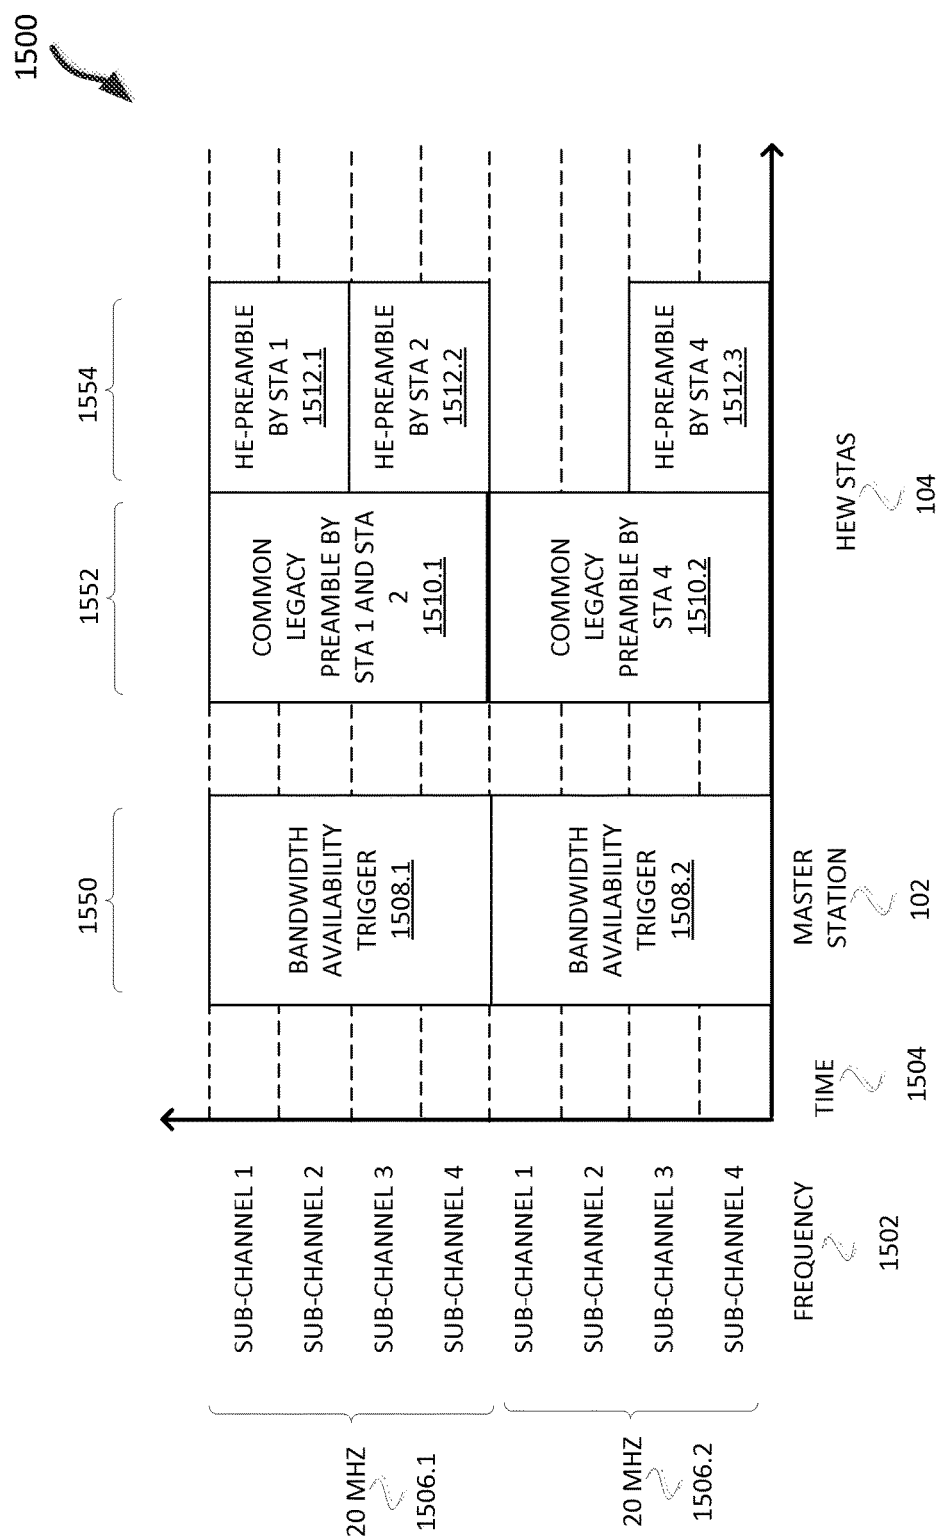 1500
1550
1552
1554
20 MHZ
1506.1
SUB-CHANNEL 1
SUB-CHANNEL 2
SUB-CHANNEL 3
SUB-CHANNEL 4
20 MHZ
1506.2
SUB-CHANNEL 1
SUB-CHANNEL 2
SUB-CHANNEL 3
SUB-CHANNEL 4
BANDWIDTH
AVAILABILITY
TRIGGER
1508.1
BANDWIDTH
AVAILABILITY
TRIGGER
1508.2
COMMON
LEGACY
PREAMBLE BY
STA 1 AND STA
2
1510.1
COMMON
LEGACY
PREAMBLE BY
STA 4
1510.2
HE-PREAMBLE
BY STA 1
1512.1
HE-PREAMBLE
BY STA 2
1512.2
HE-PREAMBLE
BY STA 4
1512.3
FREQUENCY
1502
TIME
1504
MASTER
STATION
102
HEW STAS
104